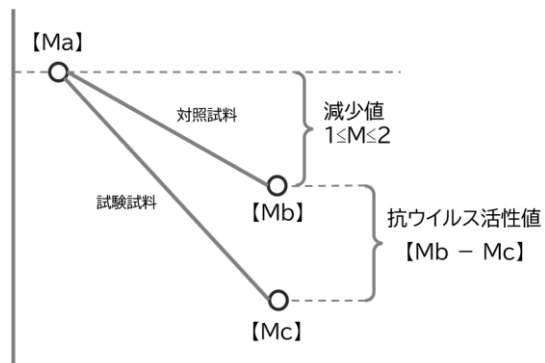 【Ma】
対照試料
減少値
1≤M≤2
試験試料
【Mb】
抗ウイルス活性値
【Mb － Mc】
【Mc】